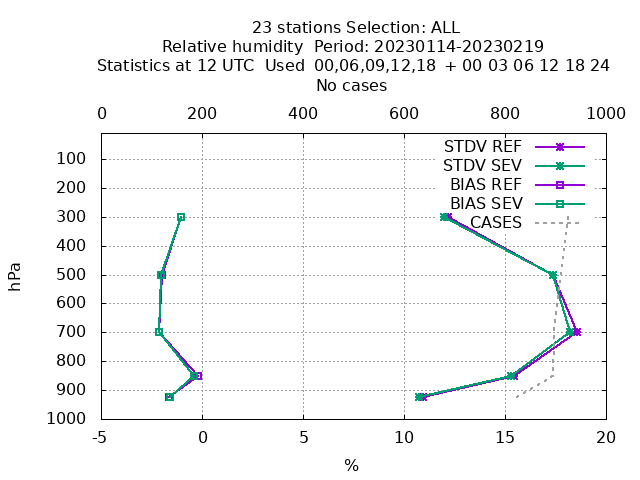 23 stations Selection: ALL
Relative humidity  Period: 20230114-20230219
Statistics at 12 UTC  Used  00,06,09,12,18  + 00 03 06 12 18 24
No cases
0 200 400 600 800 1000
STDV REF
STDV SEV
BIAS REF
BIAS SEV
CASES
100
200
300
400
500
600
700
800
900
1000
hPa
-5 0 5 10 15 20
%